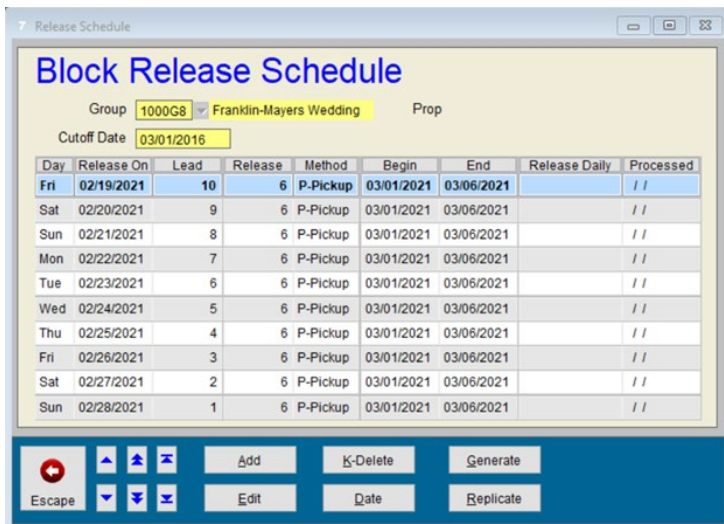 7 Release Schedule
Block Release Schedule
Group 1000G8 Franklin-Mayers Wedding Prop
Cutoff Date 03/01/2016
Day Release On Lead Release Method Begin End Release Daily Processed
Fri 02/19/2021 10 6 P-Pickup 03/01/2021 03/06/2021 / /
Sat 02/20/2021 9 6 P-Pickup 03/01/2021 03/06/2021 / /
Sun 02/21/2021 8 6 P-Pickup 03/01/2021 03/06/2021 / /
Mon 02/22/2021 7 6 P-Pickup 03/01/2021 03/06/2021 / /
Tue 02/23/2021 6 6 P-Pickup 03/01/2021 03/06/2021 / /
Wed 02/24/2021 5 6 P-Pickup 03/01/2021 03/06/2021 / /
Thu 02/25/2021 4 6 P-Pickup 03/01/2021 03/06/2021 / /
Fri 02/26/2021 3 6 P-Pickup 03/01/2021 03/06/2021 / /
Sat 02/27/2021 2 6 P-Pickup 03/01/2021 03/06/2021 / /
Sun 02/28/2021 1 6 P-Pickup 03/01/2021 03/06/2021 / /
Add K-Delete Generate
Escape Edit Date Replicate